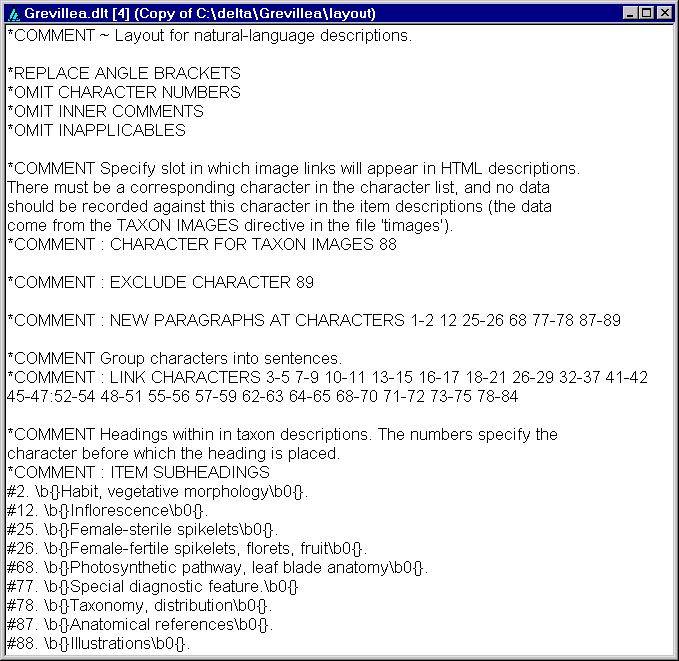 Grevillea.dlt [4] (Copy of C:\delta\Grevillea\layout)
*COMMENT ~ Layout for natural-language descriptions.
*REPLACE ANGLE BRACKETS
*OMIT CHARACTER NUMBERS
*OMIT INNER COMMENTS
*OMIT INAPPLICABLES
*COMMENT Specify slot in which image links will appear in HTML descriptions.
There must be a corresponding character in the character list, and no data
should be recorded against this character in the item descriptions (the data
come from the TAXON IMAGES directive in the file 'timages').
*COMMENT : CHARACTER FOR TAXON IMAGES 88
*COMMENT : EXCLUDE CHARACTER 89
*COMMENT : NEW PARAGRAPHS AT CHARACTERS 1-2 12 25-26 68 77-78 87-89
*COMMENT Group characters into sentences.
*COMMENT : LINK CHARACTERS 3-5 7-9 10-11 13-15 16-17 18-21 26-29 32-37 41-42
45-47:52-54 48-51 55-56 57-59 62-63 64-65 68-70 71-72 73-75 78-84
*COMMENT Headings within in taxon descriptions. The numbers specify the
character before which the heading is placed.
*COMMENT : ITEM SUBHEADINGS
#2. \b{}Habit, vegetative morphology\b0{}.
#12. \b{}Inflorescence\b0{}.
#25. \b{}Female-sterile spikelets\b0{}.
#26. \b{}Female-fertile spikelets, florets, fruit\b0{}.
#68. \b{}Photosynthetic pathway, leaf blade anatomy\b0{}.
#77. \b{}Special diagnostic feature.\b0{}
#78. \b{}Taxonomy, distribution\b0{}.
#87. \b{}Anatomical references\b0{}.
#88. \b{}Illustrations\b0{}.